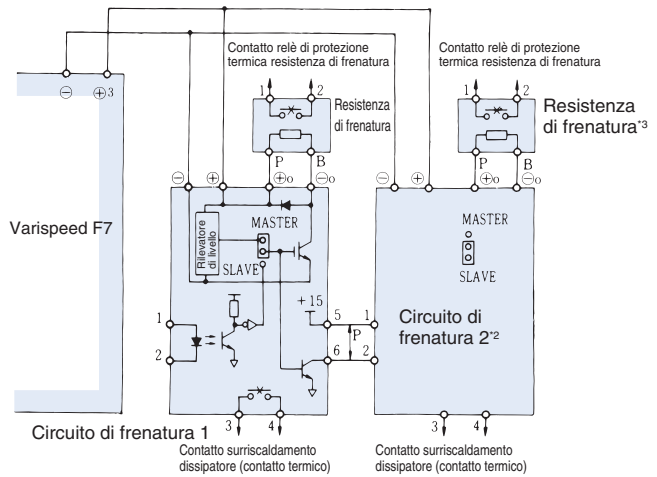 Contatto relè di protezione
termica resistenza di frenatura
Contatto relè di protezione
termica resistenza di frenatura
1 2
1 2
⊖ ⊕3
Resistenza
di frenatura
Resistenza
di frenatura*3
P B
P B
⊖ ⊕ ⊕o ⊖o
⊖ ⊕ ⊕o ⊖o
Varispeed F7
Rilevatore
di livello
MASTER
SLAVE
MASTER
SLAVE
+15
1
2
5
6
P
1
2
Circuito di
frenatura 2*2
3 4
3 4
Circuito di frenatura 1
Contatto surriscaldamento
dissipatore (contatto termico)
Contatto surriscaldamento
dissipatore (contatto termico)